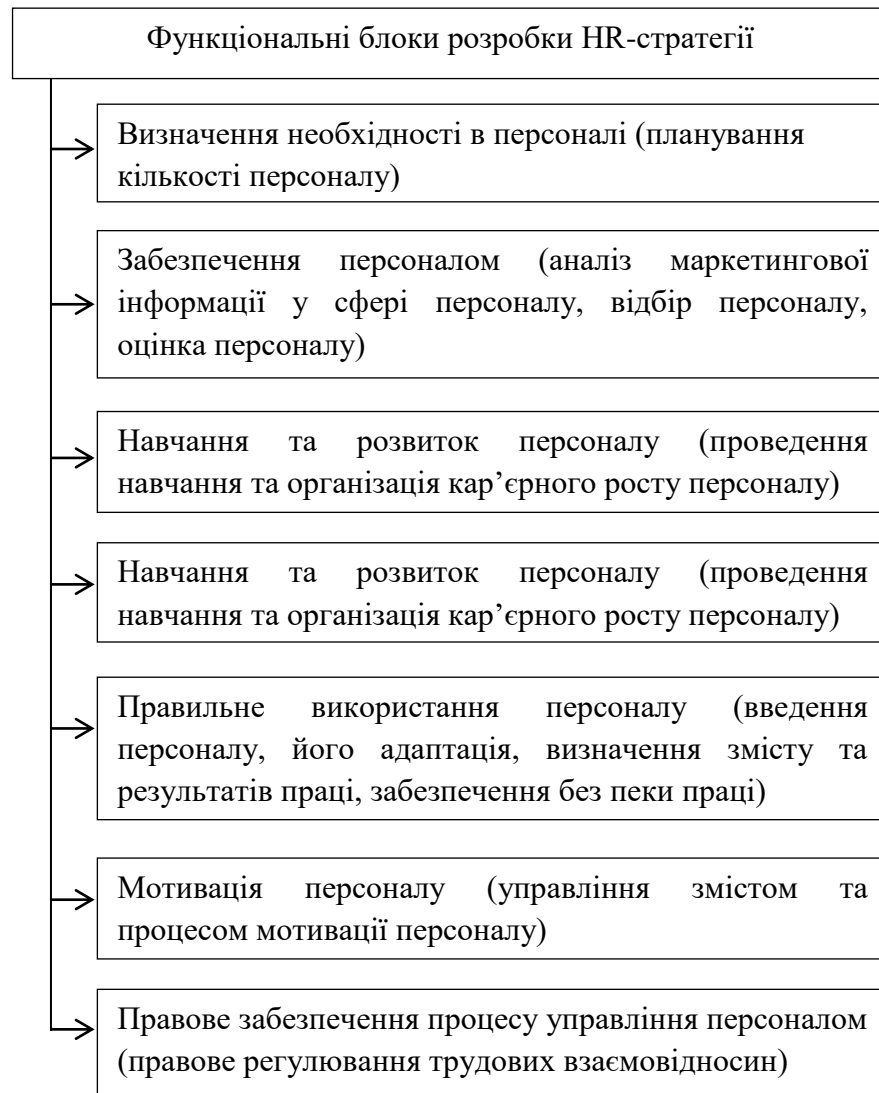 Функціональні блоки розробки HR-стратегії
Визначення необхідності в персоналі (планування
кількості персоналу)
Забезпечення персоналом (аналіз маркетингової
інформації у сфері персоналу, відбір персоналу,
оцінка персоналу)
Навчання та розвиток персоналу (проведення
навчання та організація кар’єрного росту персоналу)
Навчання та розвиток персоналу (проведення
навчання та організація кар’єрного росту персоналу)
Правильне використання персоналу (введення
персоналу, його адаптація, визначення змісту та
результатів праці, забезпечення без пеки праці)
Мотивація персоналу (управління змістом та
процесом мотивації персоналу)
Правове забезпечення процесу управління персоналом
(правове регулювання трудових взаємовідносин)